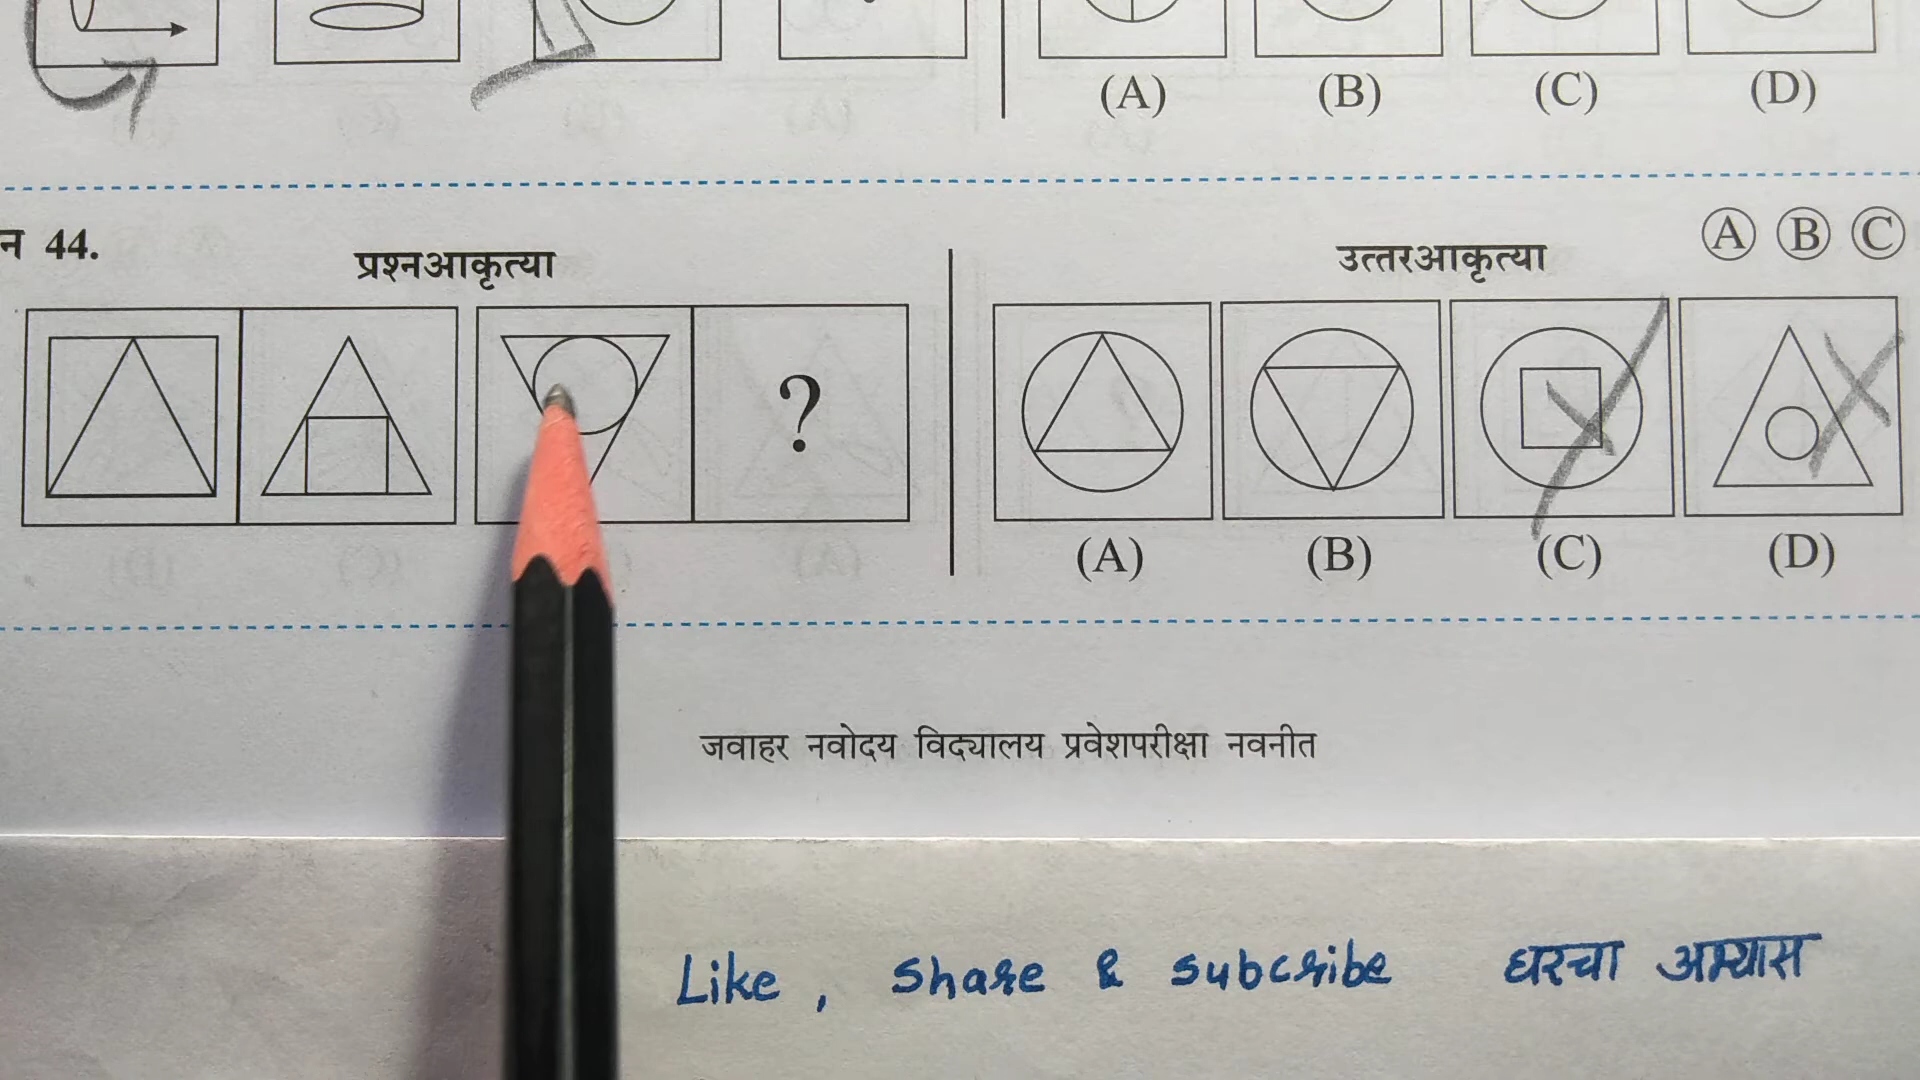 (A) (B) (C) (D)
न 44. प्रश्नआकृत्या उत्तरआकृत्या Ⓐ Ⓑ Ⓒ
?
(A) (B) (C) (D)
जवाहर नवोदय विद्यालय प्रवेशपरीक्षा नवनीत
Like , Share & subcribe घरचा अभ्यास